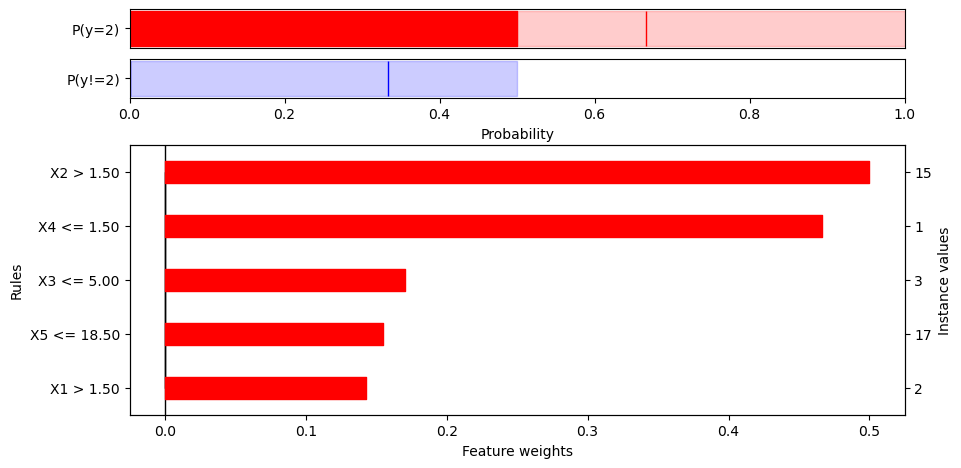 P(y=2)
P(y!=2)
0.0 0.2 0.4 0.6 0.8 1.0
Probability
X2 > 1.50 15
X4 <= 1.50 1
X3 <= 5.00 3
X5 <= 18.50 17
X1 > 1.50 2
Rules
Instance values
0.0 0.1 0.2 0.3 0.4 0.5
Feature weights